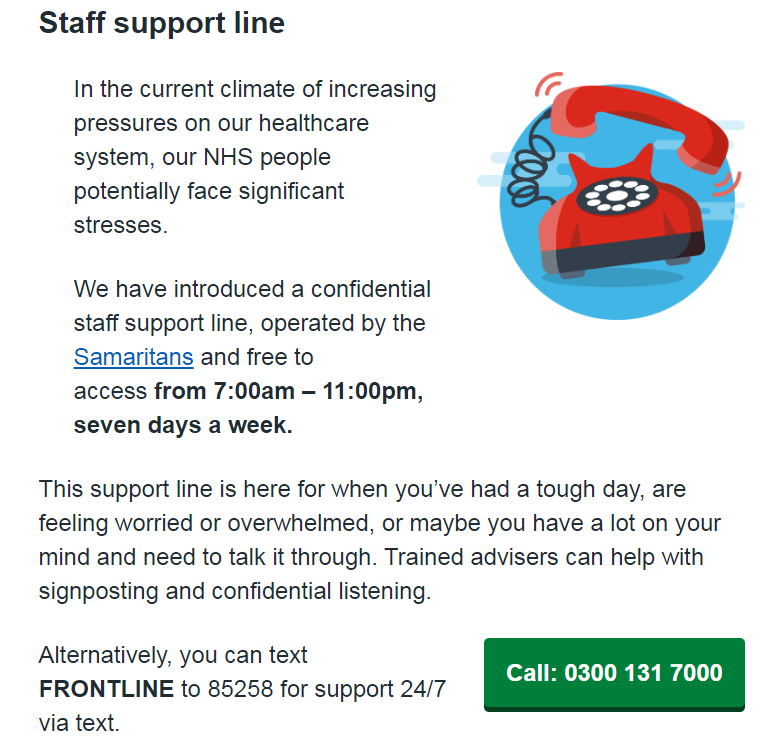 Staff support line
In the current climate of increasing
pressures on our healthcare
system, our NHS people
potentially face significant
stresses.
We have introduced a confidential
staff support line, operated by the
Samaritans and free to
access from 7:00am – 11:00pm,
seven days a week.
This support line is here for when you’ve had a tough day, are
feeling worried or overwhelmed, or maybe you have a lot on your
mind and need to talk it through. Trained advisers can help with
signposting and confidential listening.
Alternatively, you can text
FRONTLINE to 85258 for support 24/7
via text.
Call: 0300 131 7000